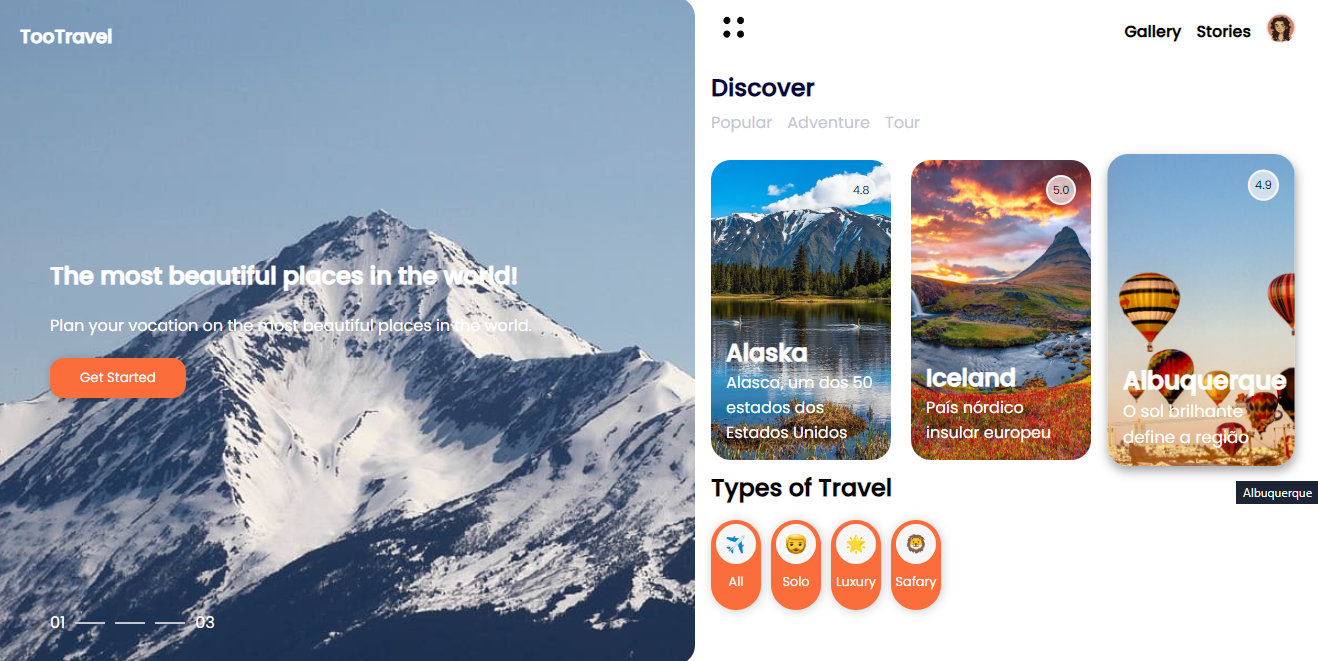 TooTravel
The most beautiful places in the world!
Plan your vocation on the most beautiful places in the world.
Get Started
01
03
Gallery Stories
Discover
Popular Adventure Tour
4.8
Alaska
Alasca, um dos 50
estados dos
Estados Unidos
5.0
Iceland
País nórdico
insular europeu
4.9
Albuquerque
O sol brilhante
define a região
Albuquerque
Types of Travel
All
Solo
Luxury
Safary